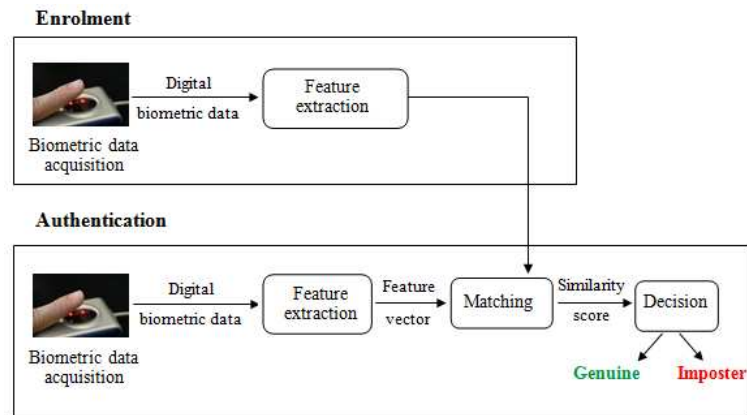 Enrolment
Digital
biometric data
Feature
extraction
Biometric data
acquisition
Authentication
Digital
biometric data
Feature
extraction
Feature
vector
Matching
Similarity
score
Decision
Biometric data
acquisition
Genuine
Imposter